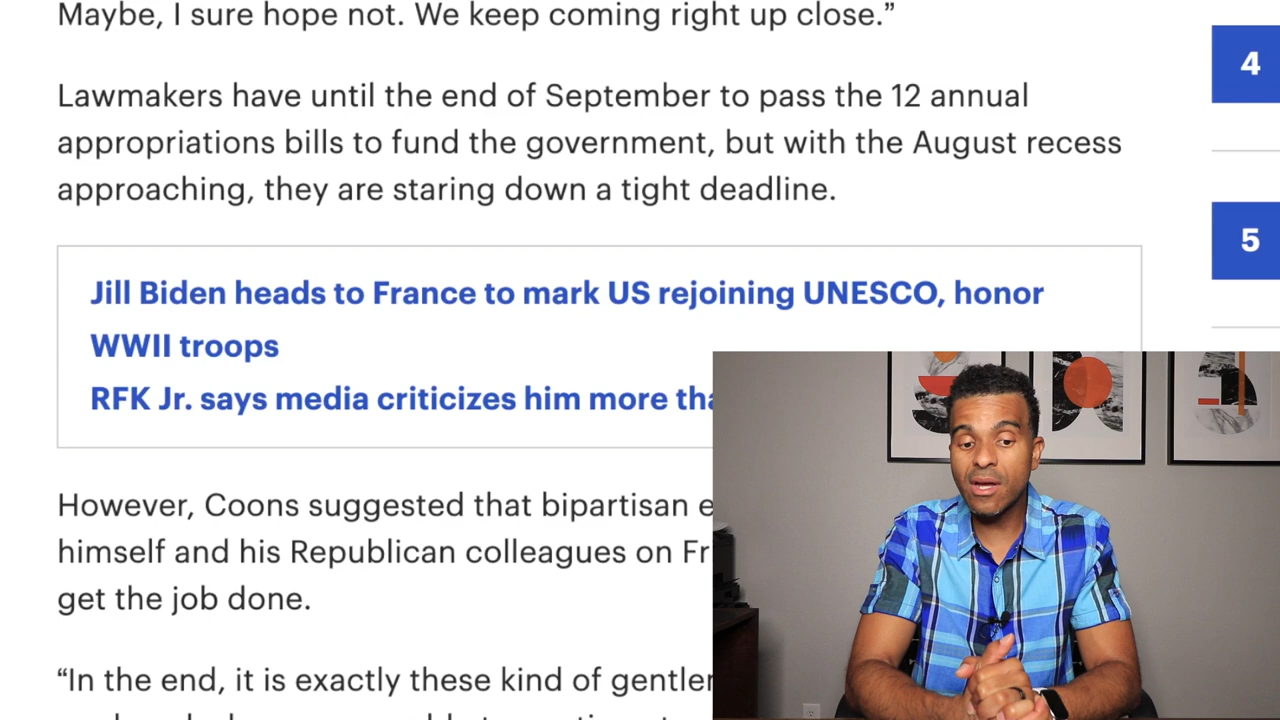 Maybe, I sure hope not. We keep coming right up close.”
Lawmakers have until the end of September to pass the 12 annual
appropriations bills to fund the government, but with the August recess
approaching, they are staring down a tight deadline.
Jill Biden heads to France to mark US rejoining UNESCO, honor
WWII troops
RFK Jr. says media criticizes him more
However, Coons suggested that bipartisan
himself and his Republican colleagues on
get the job done.
“In the end, it is exactly these kind of
4
5